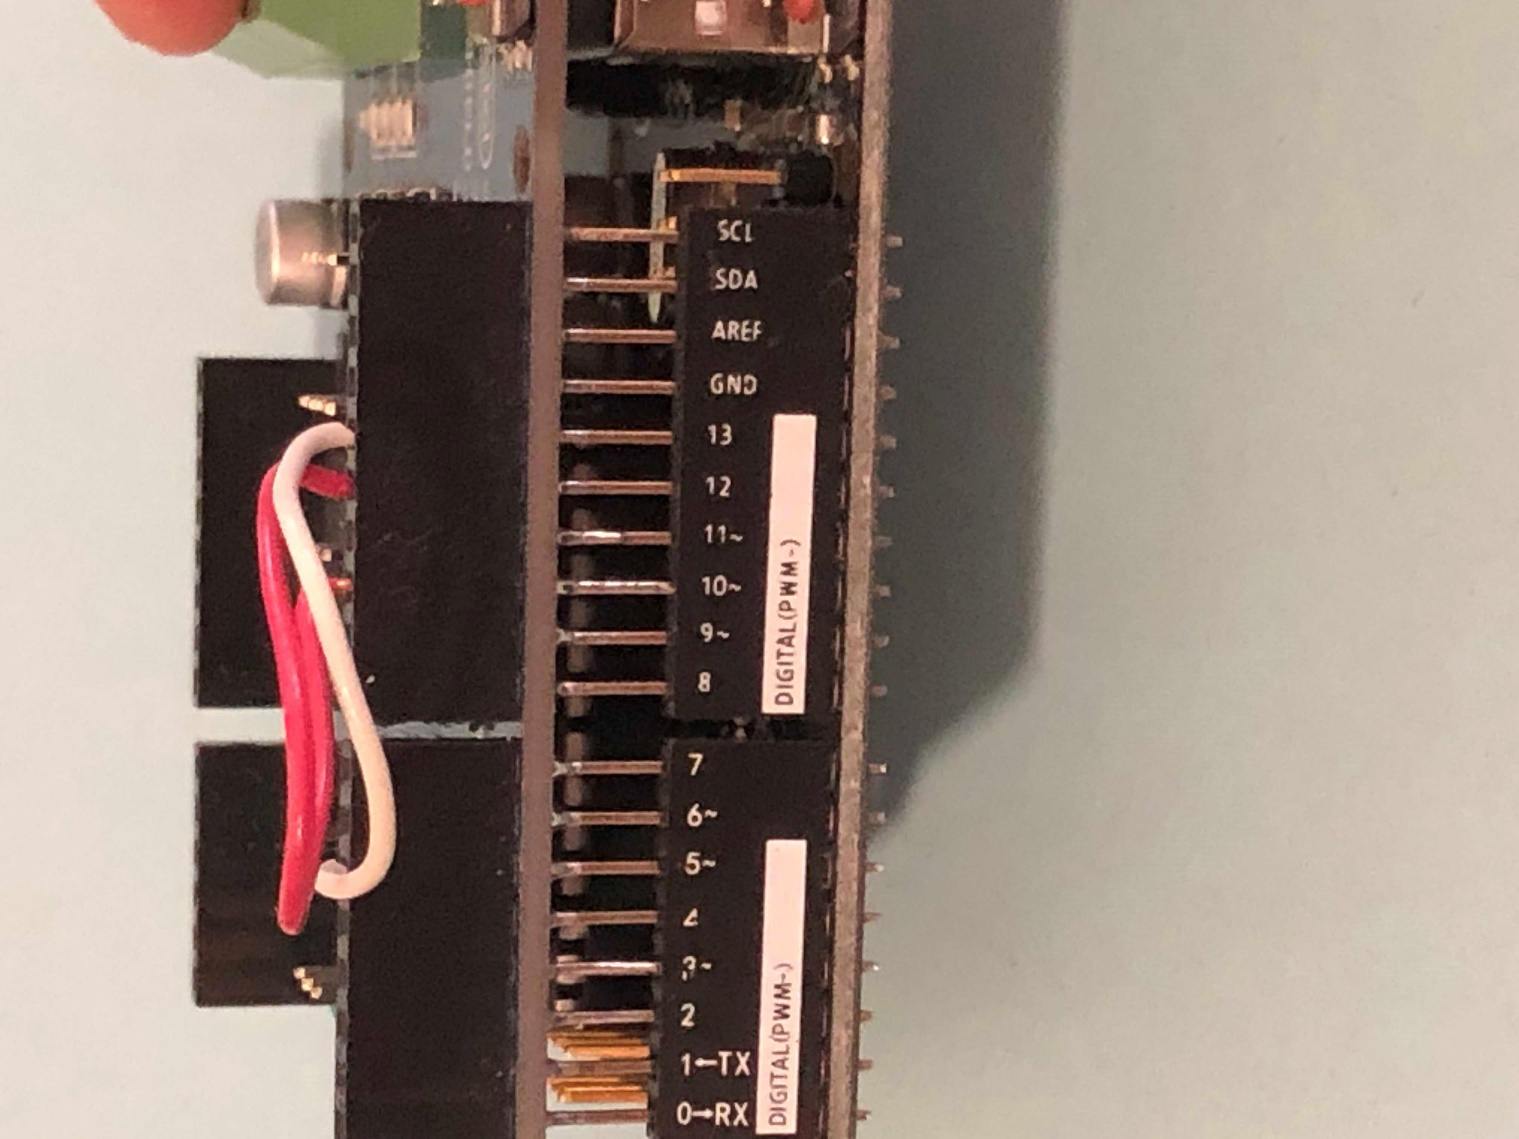 SCL
SDA
AREF
GND
13
12
11~
10~
9~
8
DIGITAL(PWM~)
7
6~
5~
4
3~
2
1←TX
0→RX
DIGITAL(PWM~)